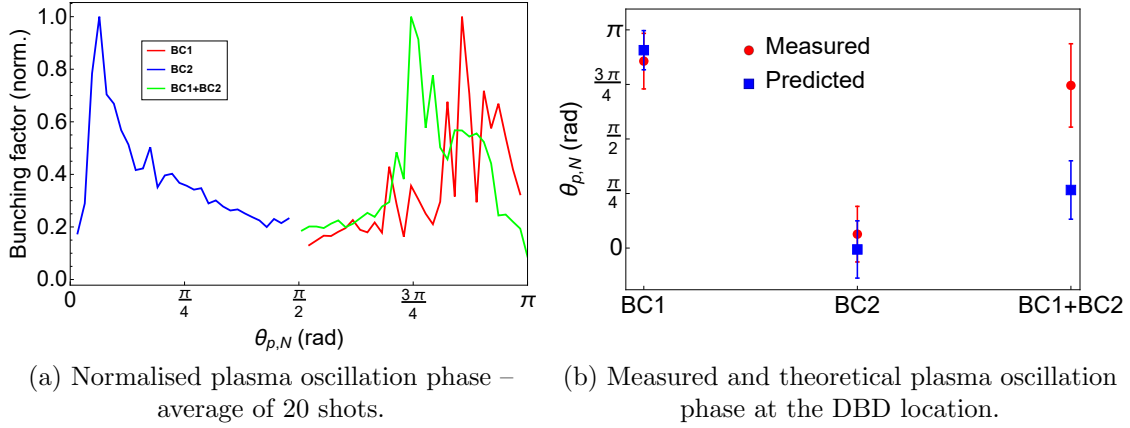 Bunching factor (norm.)
1.0
0.8
0.6
0.4
0.2
0.0
BC1
BC2
BC1+BC2
0
π/4
π/2
3 π/4
π
θp,N (rad)
(a) Normalised plasma oscillation phase –
average of 20 shots.
θp,N (rad)
π
3 π/4
π/2
π/4
0
Measured
Predicted
BC1
BC2
BC1+BC2
(b) Measured and theoretical plasma oscillation
phase at the DBD location.